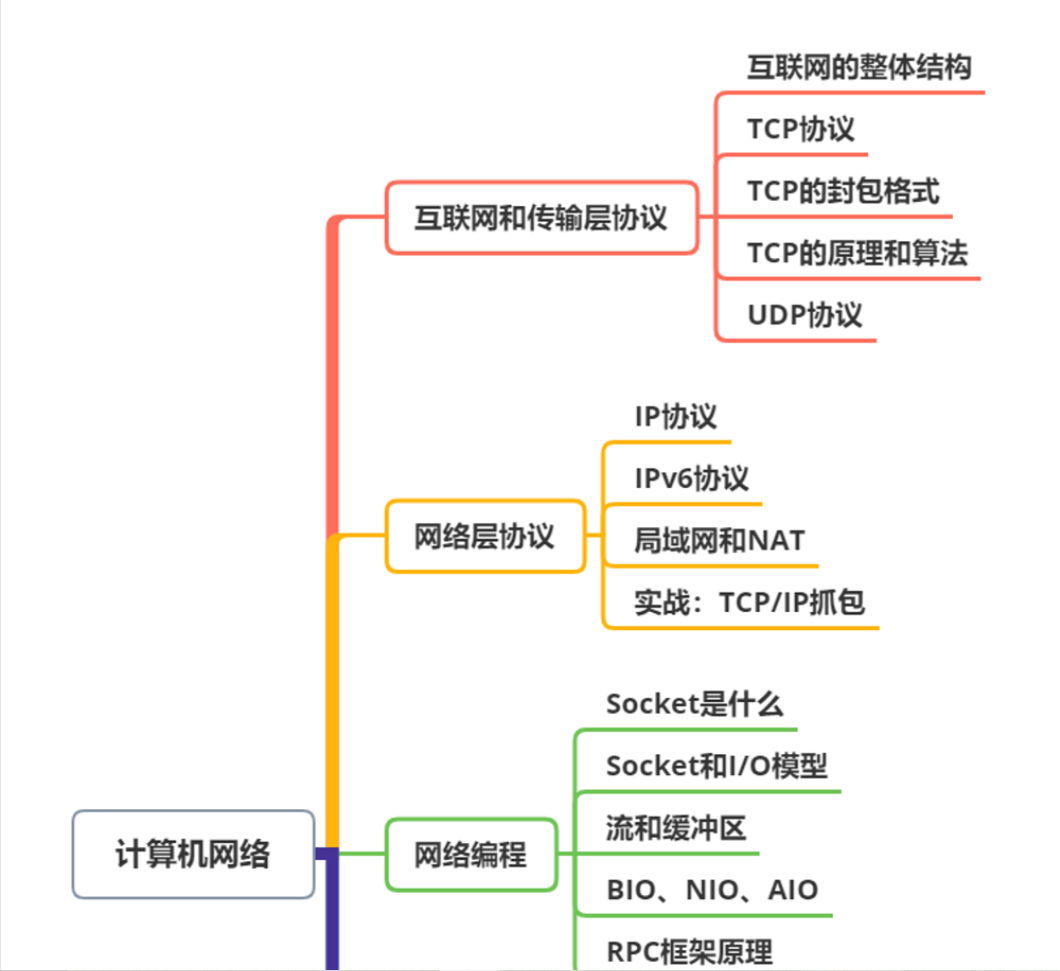 互联网的整体结构
TCP协议
TCP的封包格式
互联网和传输层协议
TCP的原理和算法
UDP协议
IP协议
IPv6协议
网络层协议
局域网和NAT
实战：TCP/IP抓包
Socket是什么
Socket和I/O模型
流和缓冲区
计算机网络
网络编程
BIO、NIO、AIO
RPC框架原理